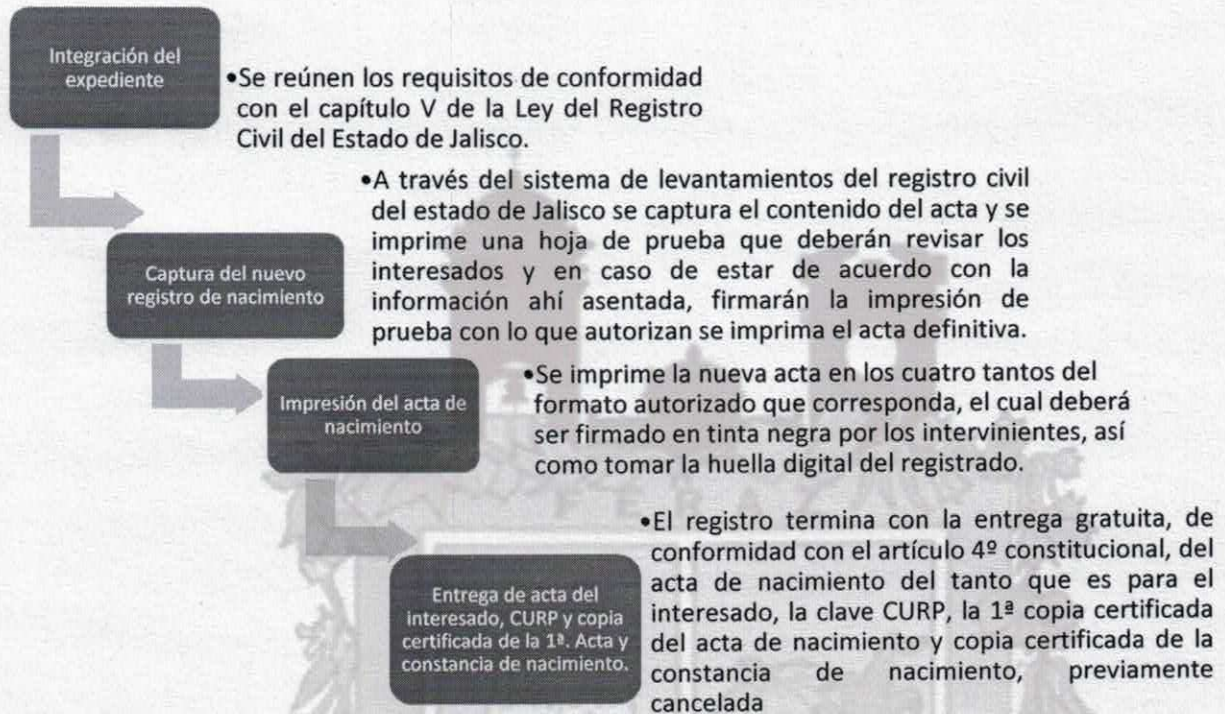 Integración del
expediente
•Se reúnen los requisitos de conformidad
con el capítulo V de la Ley del Registro
Civil del Estado de Jalisco.
Captura del nuevo
registro de nacimiento
•A través del sistema de levantamientos del registro civil
del estado de Jalisco se captura el contenido del acta y se
imprime una hoja de prueba que deberán revisar los
interesados y en caso de estar de acuerdo con la
información ahí asentada, firmarán la impresión de
prueba con lo que autorizan se imprima el acta definitiva.
Impresión del acta de
nacimiento
•Se imprime la nueva acta en los cuatro tantos del
formato autorizado que corresponda, el cual deberá
ser firmado en tinta negra por los intervinientes, así
como tomar la huella digital del registrado.
FERAZ
Entrega de acta del
interesado, CURP y copia
certificada de la 1ª. Acta y
constancia de nacimiento.
•El registro termina con la entrega gratuita, de
conformidad con el artículo 4º constitucional, del
acta de nacimiento del tanto que es para el
interesado, la clave CURP, la 1ª copia certificada
del acta de nacimiento y copia certificada de la
constancia de nacimiento, previamente
cancelada